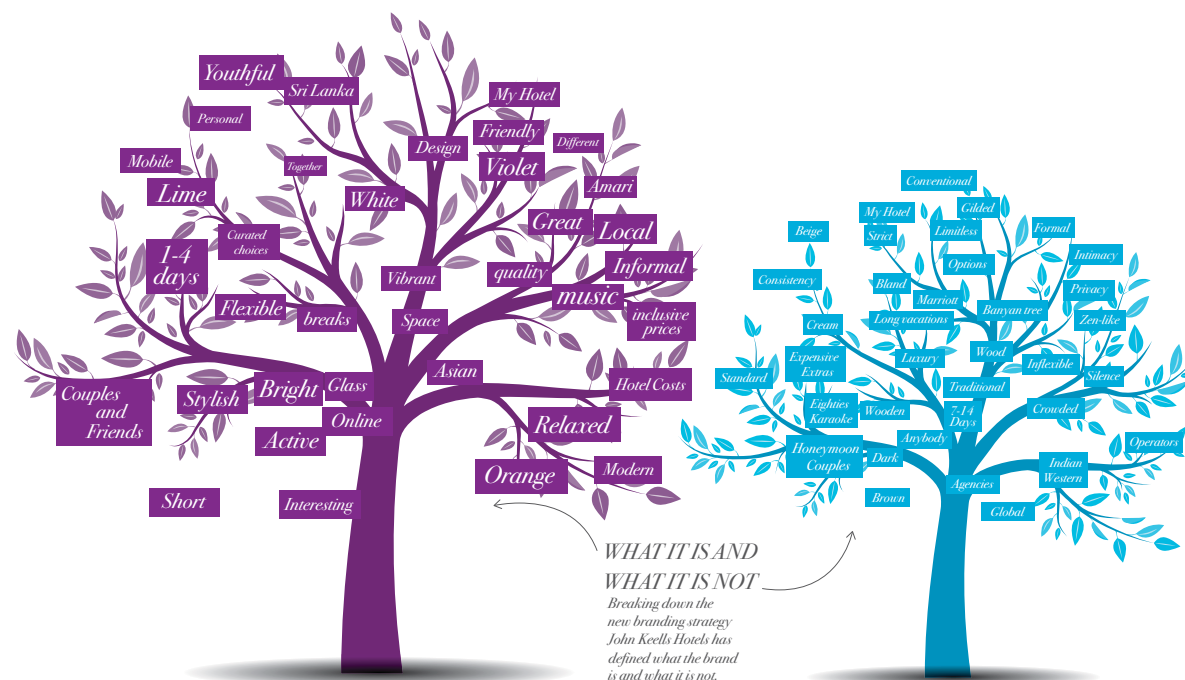 Youthful
Sri Lanka
My Hotel
Personal
Friendly
Design
Different
Mobile
Together
Violet
Lime
White
Amari
Great
Local
Curated
choices
1-4
days
Vibrant
quality
Informal
Flexible
breaks
music
Space
inclusive
prices
Asian
Couples
and
Friends
Stylish
Bright
Glass
Hotel Costs
Online
Relaxed
Active
Orange
Modern
Short
Interesting
WHAT IT IS AND
WHAT IT IS NOT
Breaking down the
new branding strategy
John Keells Hotels has
defined what the brand
is and what it is not.
Conventional
My Hotel
Gilded
Beige
Strict
Limitless
Formal
Options
Intimacy
Consistency
Bland
Privacy
Marriott
Cream
Long vacations
Banyan tree
Zen-like
Expensive
Extras
Luxury
Wood
Inflexible
Standard
Silence
Traditional
Eighties
Karaoke
Wooden
7-14
Days
Crowded
Anybody
Operators
Honeymoon
Couples
Dark
Indian
Western
Agencies
Brown
Global